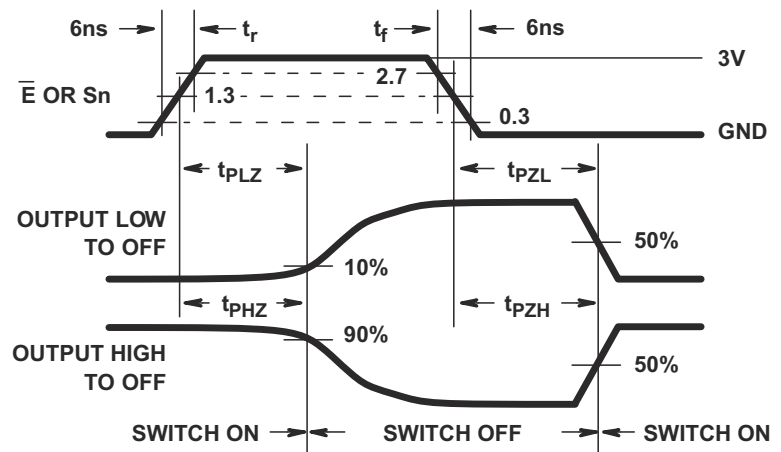 6ns tr tf 6ns
3V
2.7
E OR Sn 1.3
0.3
GND
tPLZ tPZL
OUTPUT LOW
TO OFF
50%
10%
tPHZ tPZH
90%
OUTPUT HIGH
TO OFF
50%
SWITCH ON SWITCH OFF SWITCH ON